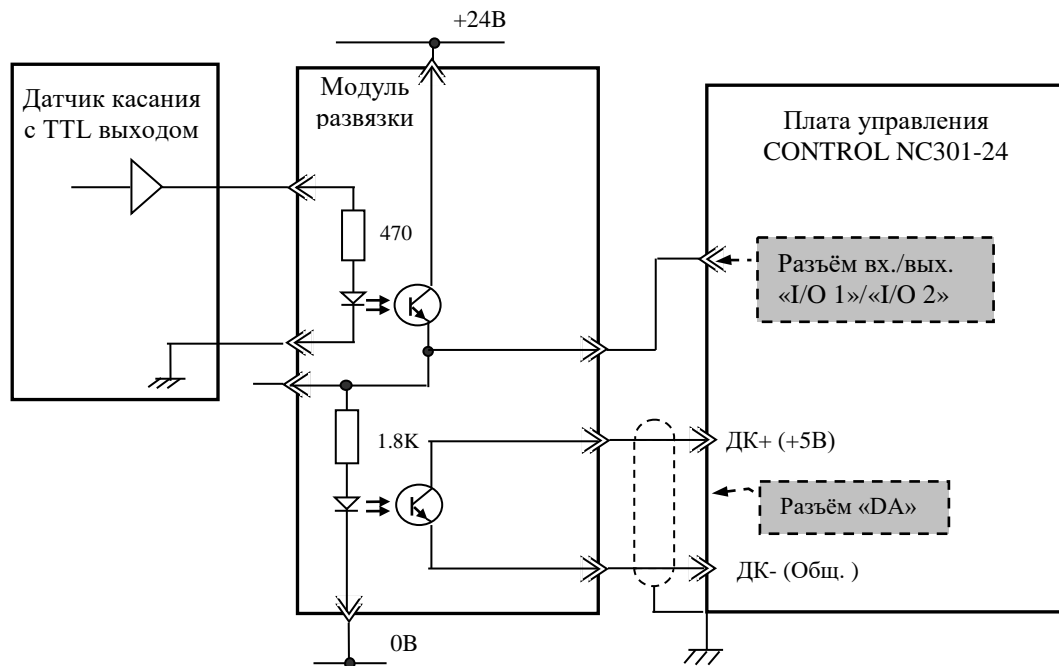 +24В
Датчик касания
с TTL выходом
Модуль
развязки
Плата управления
CONTROL NC301-24
470
Разъём вх./вых.
«I/O 1»/«I/O 2»
1.8K
ДК+ (+5В)
Разъём «DA»
ДК- (Общ. )
0В